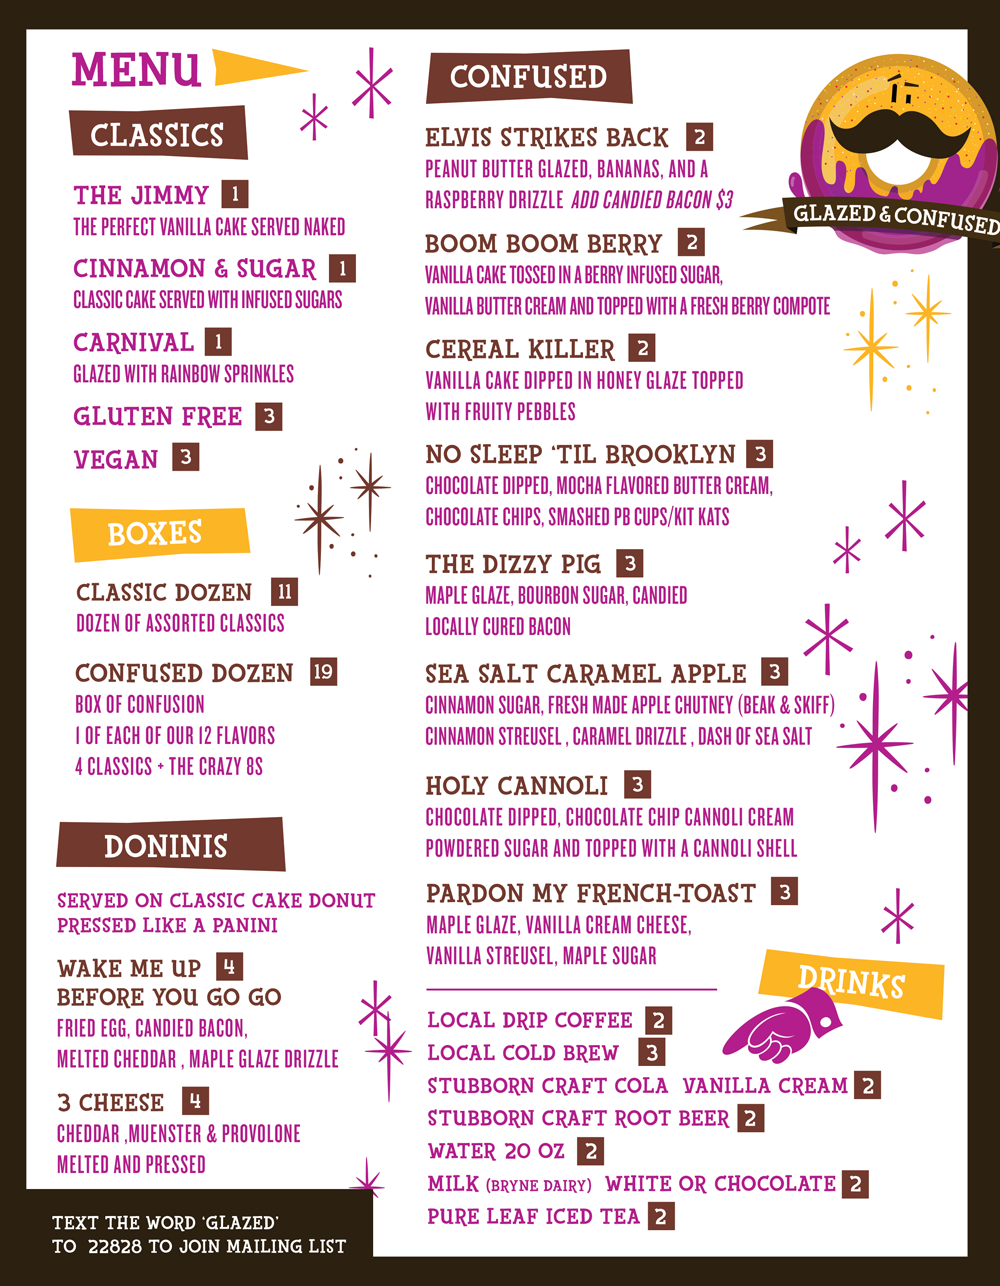 MENU
CLASSICS
THE JIMMY 1
THE PERFECT VANILLA CAKE SERVED NAKED
CINNAMON & SUGAR 1
CLASSIC CAKE SERVED WITH INFUSED SUGARS
CARNIVAL 1
GLAZED WITH RAINBOW SPRINKLES
GLUTEN FREE 3
VEGAN 3
BOXES
CLASSIC DOZEN 11
DOZEN OF ASSORTED CLASSICS
CONFUSED DOZEN 19
BOX OF CONFUSION
1 OF EACH OF OUR 12 FLAVORS
4 CLASSICS + THE CRAZY 8S
DONINIS
SERVED ON CLASSIC CAKE DONUT
PRESSED LIKE A PANINI
WAKE ME UP 4
BEFORE YOU GO GO
FRIED EGG, CANDIED BACON,
MELTED CHEDDAR , MAPLE GLAZE DRIZZLE
3 CHEESE 4
CHEDDAR ,MUENSTER & PROVOLONE
MELTED AND PRESSED
TEXT THE WORD 'GLAZED'
TO 22828 TO JOIN MAILING LIST
CONFUSED
ELVIS STRIKES BACK 2
PEANUT BUTTER GLAZED, BANANAS, AND A
RASPBERRY DRIZZLE ADD CANDIED BACON $3
BOOM BOOM BERRY 2
VANILLA CAKE TOSSED IN A BERRY INFUSED SUGAR,
VANILLA BUTTER CREAM AND TOPPED WITH A FRESH BERRY COMPOTE
CEREAL KILLER 2
VANILLA CAKE DIPPED IN HONEY GLAZE TOPPED
WITH FRUITY PEBBLES
NO SLEEP 'TIL BROOKLYN 3
CHOCOLATE DIPPED, MOCHA FLAVORED BUTTER CREAM,
CHOCOLATE CHIPS, SMASHED PB CUPS/KIT KATS
THE DIZZY PIG 3
MAPLE GLAZE, BOURBON SUGAR, CANDIED
LOCALLY CURED BACON
SEA SALT CARAMEL APPLE 3
CINNAMON SUGAR, FRESH MADE APPLE CHUTNEY (BEAK & SKIFF)
CINNAMON STREUSEL , CARAMEL DRIZZLE , DASH OF SEA SALT
HOLY CANNOLI 3
CHOCOLATE DIPPED, CHOCOLATE CHIP CANNOLI CREAM
POWDERED SUGAR AND TOPPED WITH A CANNOLI SHELL
PARDON MY FRENCH-TOAST 3
MAPLE GLAZE, VANILLA CREAM CHEESE,
VANILLA STREUSEL, MAPLE SUGAR
DRINKS
LOCAL DRIP COFFEE 2
LOCAL COLD BREW 3
STUBBORN CRAFT COLA VANILLA CREAM 2
STUBBORN CRAFT ROOT BEER 2
WATER 20 OZ 2
MILK (BRYNE DAIRY) WHITE OR CHOCOLATE 2
PURE LEAF ICED TEA 2
GLAZED & CONFUSED